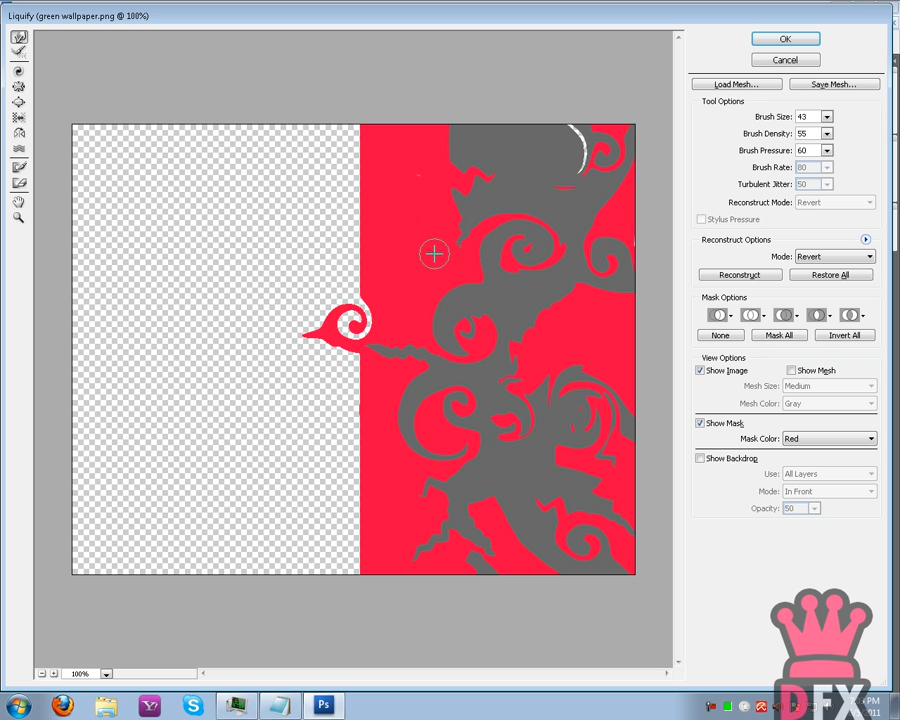 Liquify (green wallpaper.png @ 100%)
OK
Cancel
Load Mesh...
Save Mesh...
Tool Options
Brush Size: 43
Brush Density: 55
Brush Pressure: 60
Brush Rate: 80
Turbulent Jitter: 50
Reconstruct Mode: Revert
Stylus Pressure
Reconstruct Options
Mode: Revert
Reconstruct
Restore All
Mask Options
None
Mask All
Invert All
View Options
Show Image
Show Mesh
Mesh Size: Medium
Mesh Color: Gray
Show Mask
Mask Color: Red
Show Backdrop
Use: All Layers
Mode: In Front
Opacity: 50
100%
Ps
DFX